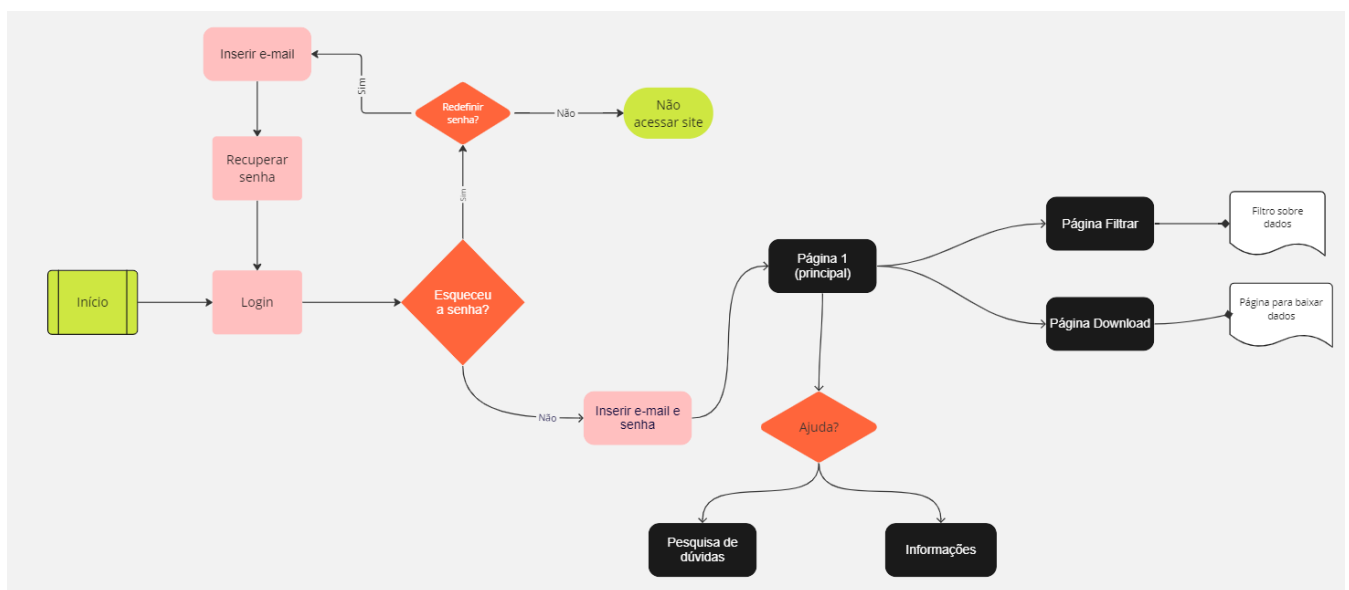 Inserir e-mail
Sim
Redefinir
senha?
Não
Não
acessar site
Recuperar
senha
Sim
Início
Login
Esqueceu
a senha?
Não
Inserir e-mail e
senha
Página 1
(principal)
Página Filtrar
Filtro sobre
dados
Página Download
Página para baixar
dados
Ajuda?
Pesquisa de
dúvidas
Informações